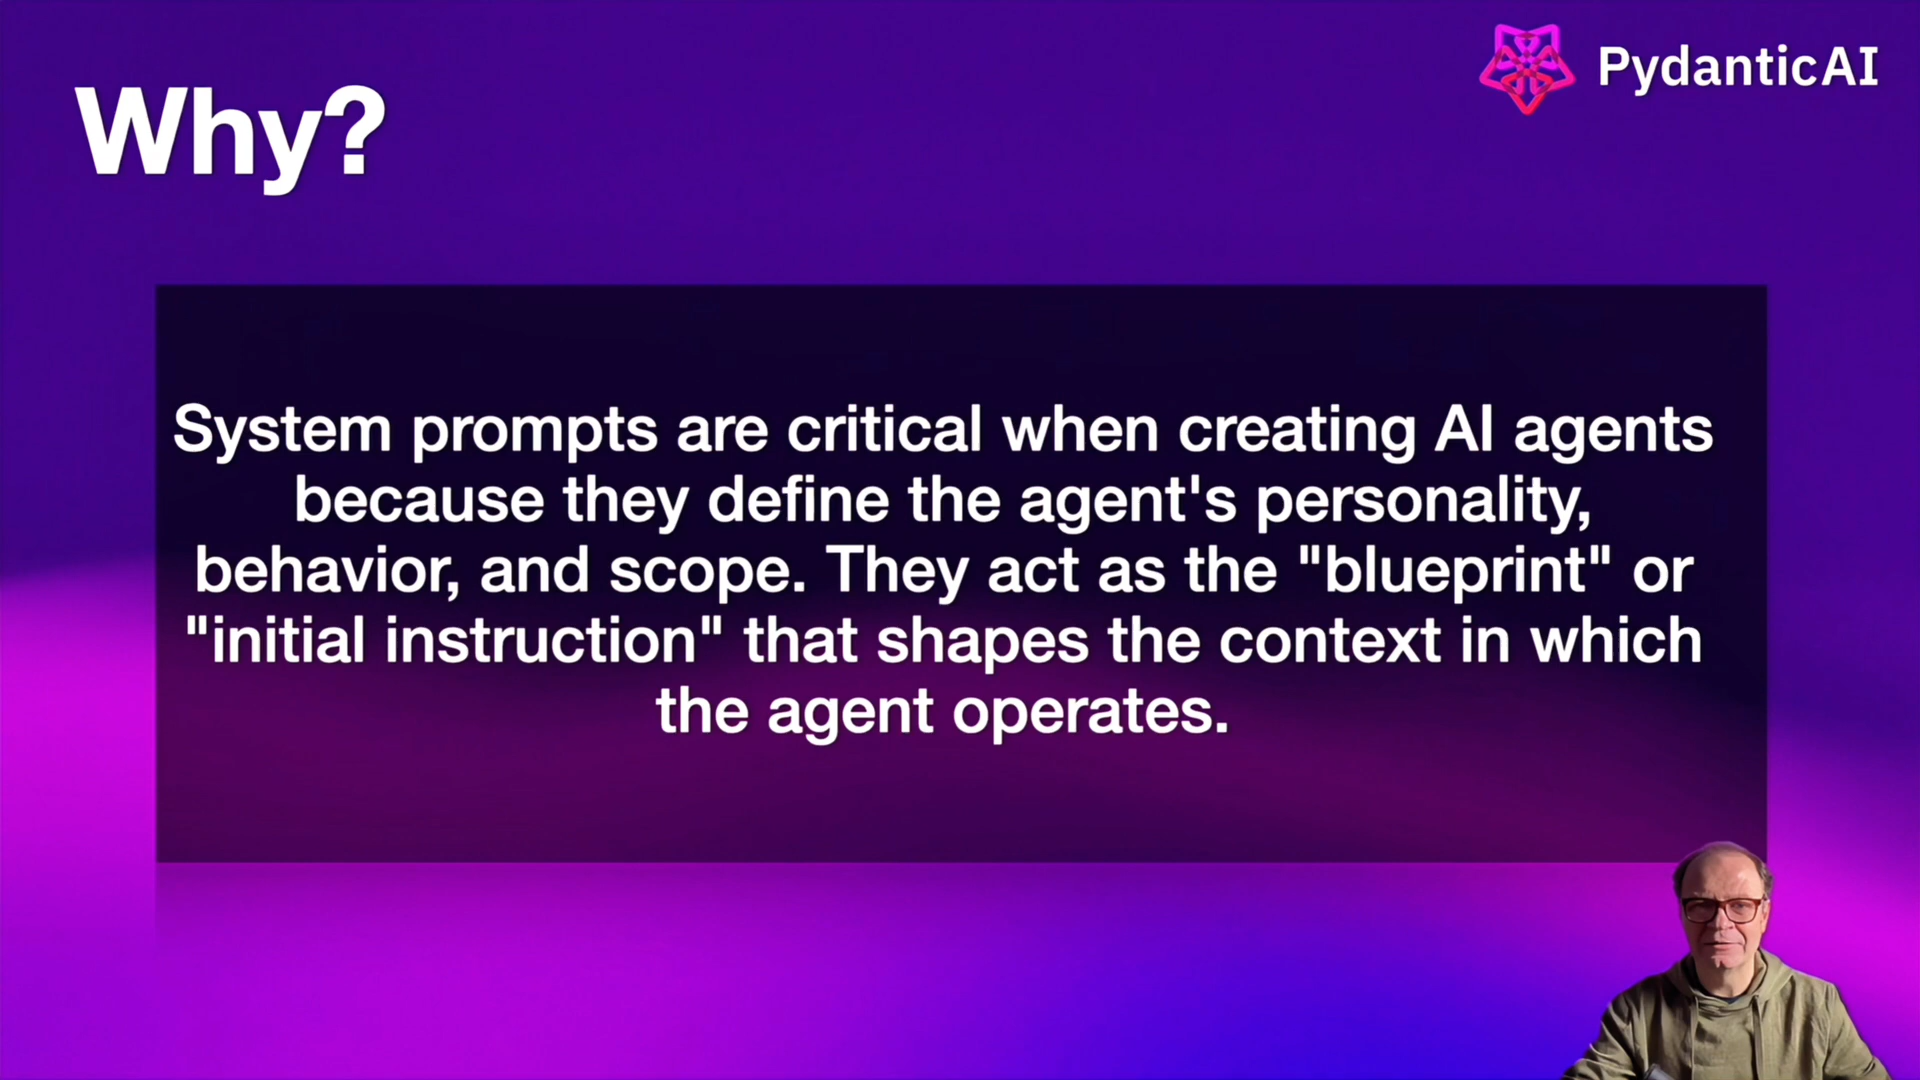 PydanticAI
Why?
System prompts are critical when creating AI agents
because they define the agent's personality,
behavior, and scope. They act as the "blueprint" or
"initial instruction" that shapes the context in which
the agent operates.